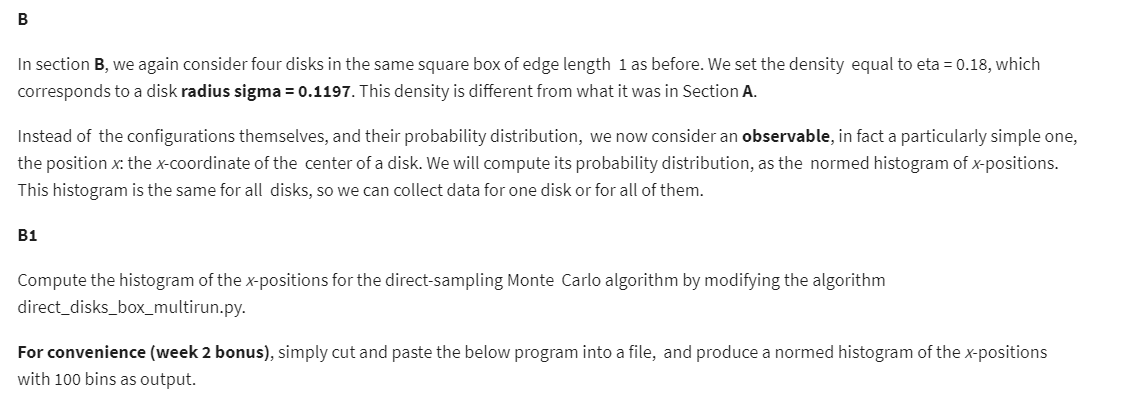 B
In section B, we again consider four disks in the same square box of edge length 1 as before. We set the density equal to eta = 0.18, which
corresponds to a disk radius sigma = 0.1197. This density is different from what it was in Section A.
Instead of the configurations themselves, and their probability distribution, we now consider an observable, in fact a particularly simple one,
the position x: the x-coordinate of the center of a disk. We will compute its probability distribution, as the normed histogram of x-positions.
This histogram is the same for all disks, so we can collect data for one disk or for all of them.
B1
Compute the histogram of the x-positions for the direct-sampling Monte Carlo algorithm by modifying the algorithm
direct_disks_box_multirun.py.
For convenience (week 2 bonus), simply cut and paste the below program into a file, and produce a normed histogram of the x-positions
with 100 bins as output.